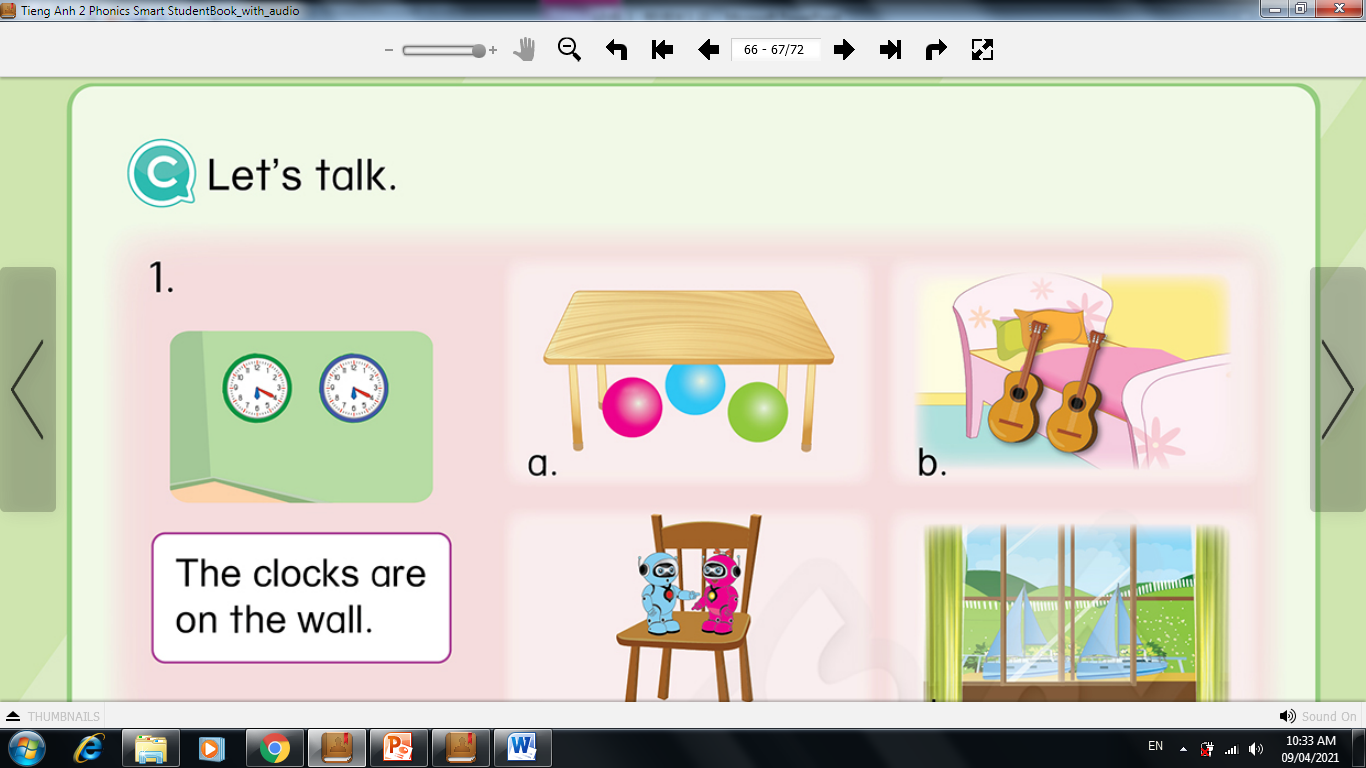 Tieng Anh 2 Phonics Smart StudentBook_with_audio
66 - 67/72
C Let's talk.
1.
a.
b.
The clocks are
on the wall.
THUMBNAILS
Sound On
EN
10:33 AM
09/04/2021